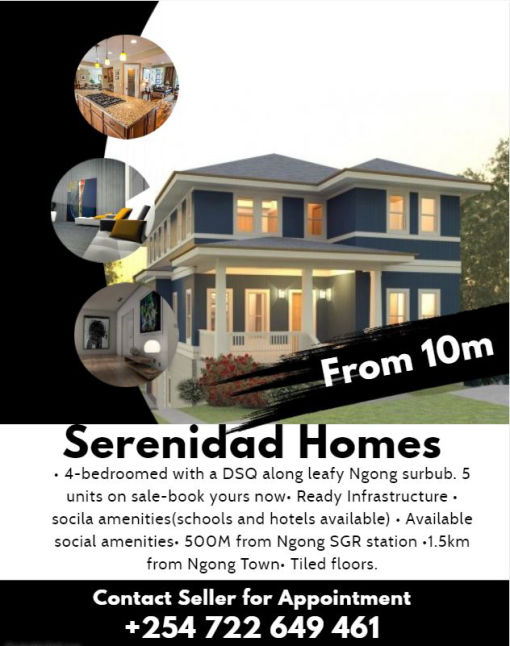 From 10m
Serenidad Homes
• 4-bedroomed with a DSQ along leafy Ngong surbub. 5
units on sale-book yours now• Ready Infrastructure •
socila amenities(schools and hotels available) • Available
social amenities• 500M from Ngong SGR station •1.5km
from Ngong Town• Tiled floors.
Contact Seller for Appointment
+254 722 649 461